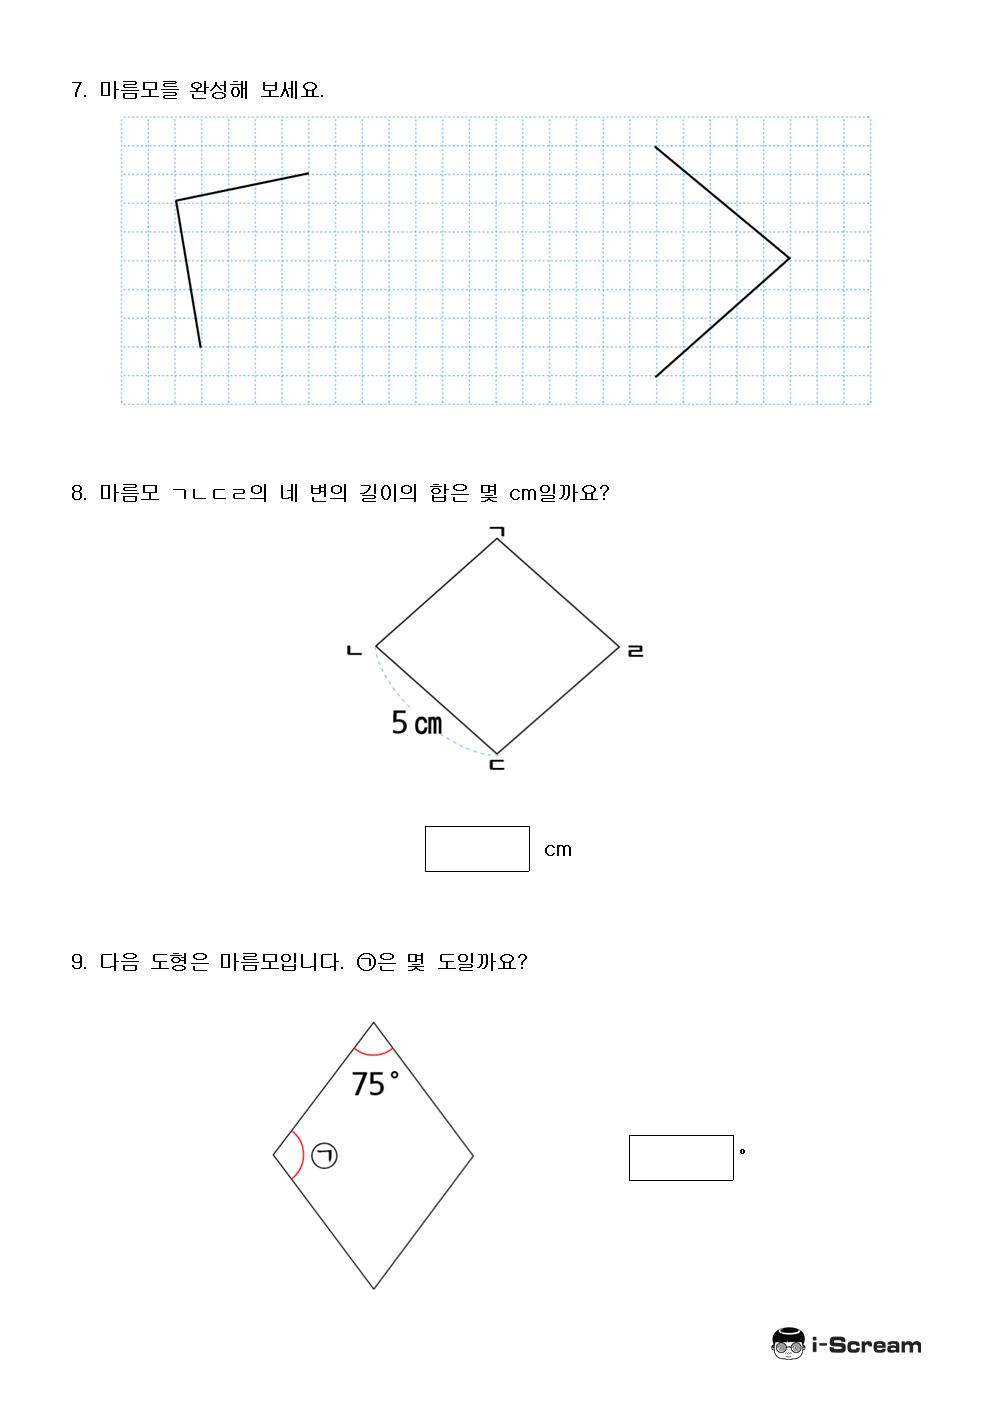 7. 마름모를 완성해 보세요.
8. 마름모 ㄱㄴㄷㄹ의 네 변의 길이의 합은 몇 cm일까요?
ㄱ
ㄴ
ㄹ
5 ㎝
ㄷ
cm
9. 다음 도형은 마름모입니다. ㉠은 몇 도일까요?
75°
㉠
°
i-Scream